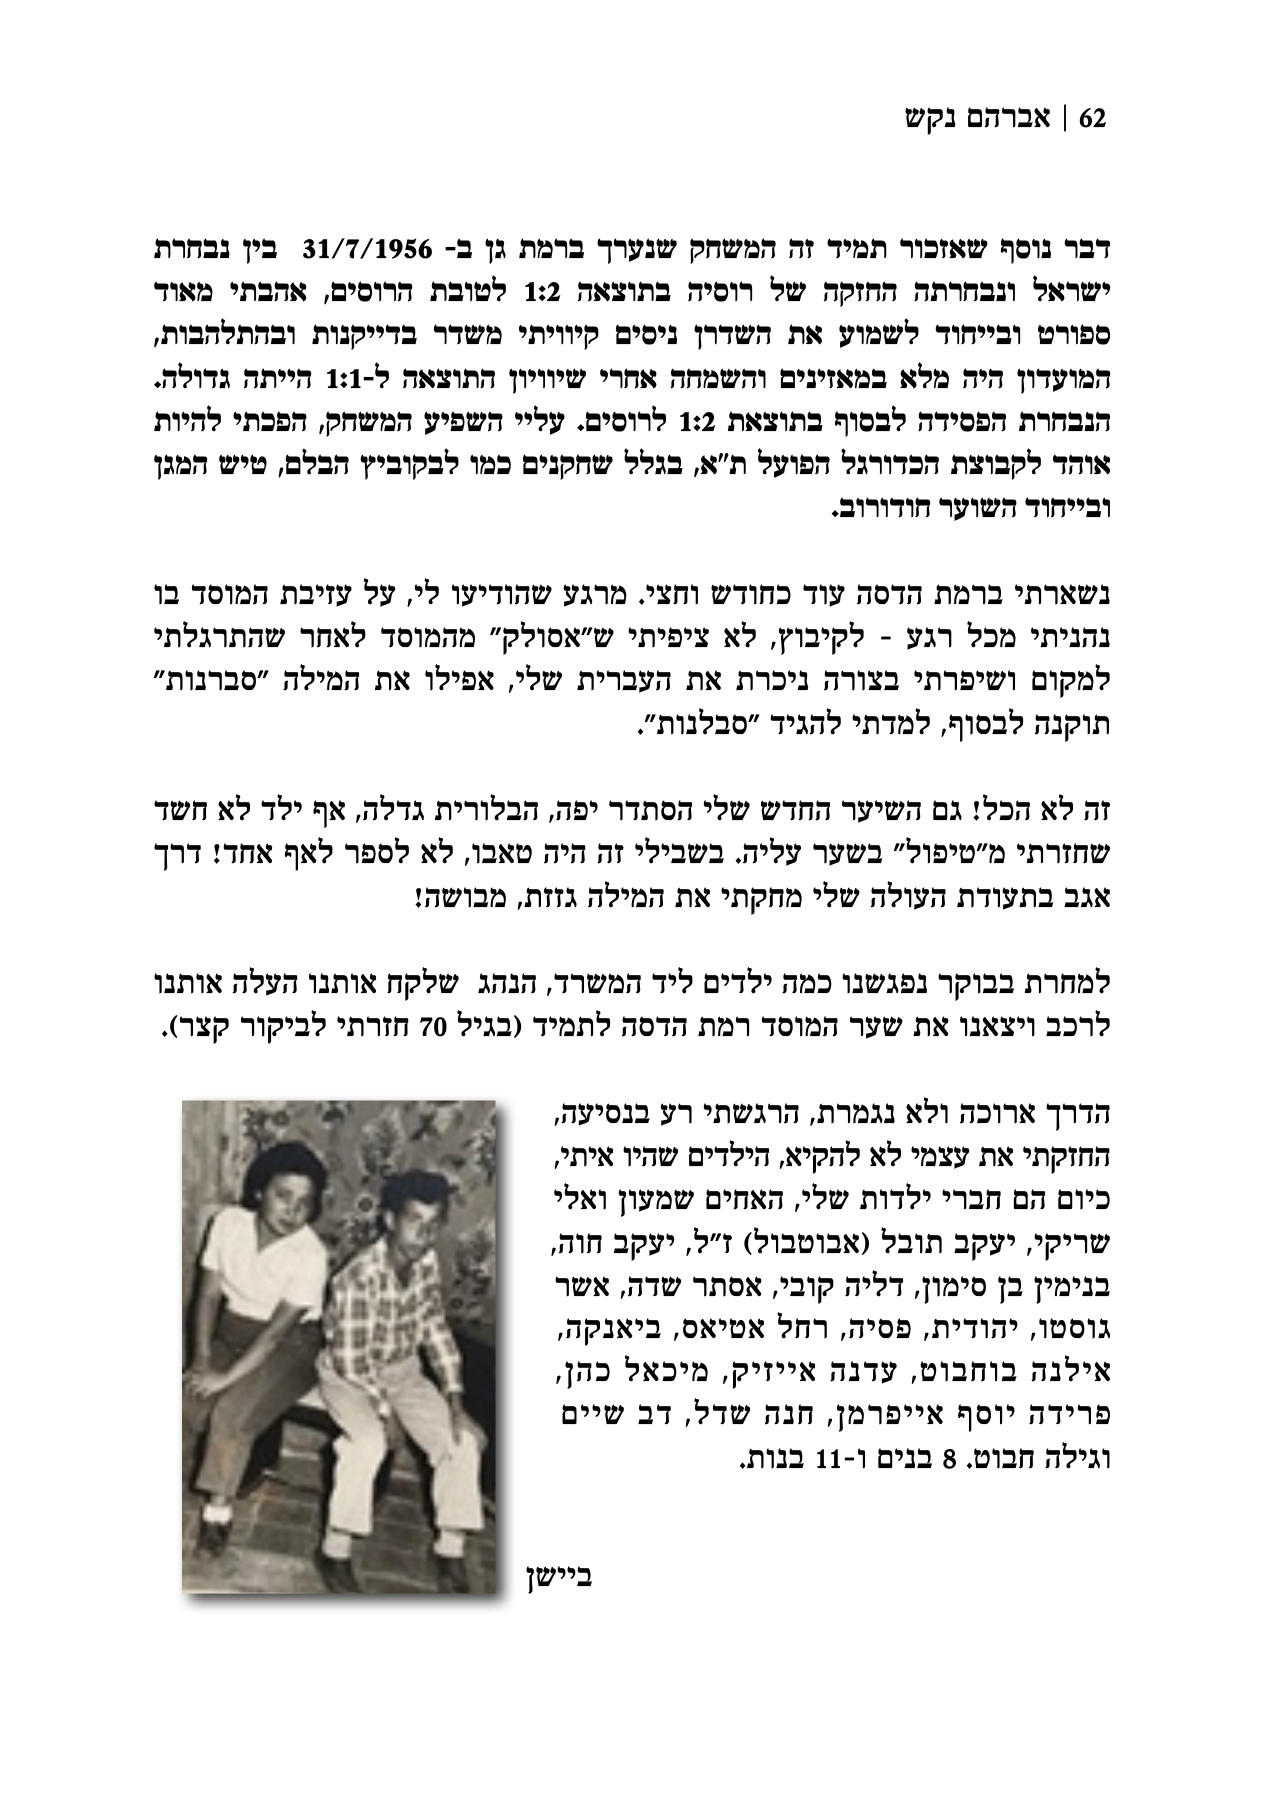 62 | אברהם נקש
דבר נוסף שאזכור תמיד זה המשחק שנערך ברמת גן ב- 31/7/1956 בין נבחרת
ישראל ונבחרתה החזקה של רוסיה בתוצאה 1:2 לטובת הרוסים, אהבתי מאוד
ספורט ובייחוד לשמוע את השדרן ניסים קיוויתי משדר בדייקנות ובהתלהבות,
המועדון היה מלא במאזינים והשמחה אחרי שיוויון התוצאה ל-1:1 הייתה גדולה.
הנבחרת הפסידה לבסוף בתוצאת 1:2 לרוסים. עליי השפיע המשחק, הפכתי להיות
אוהד לקבוצת הכדורגל הפועל ת"א, בגלל שחקנים כמו לבקוביץ הבלם, טיש המגן
ובייחוד השוער חודורוב.
נשארתי ברמת הדסה עוד כחודש וחצי. מרגע שהודיעו לי, על עזיבת המוסד בו
נהניתי מכל רגע - לקיבוץ, לא ציפיתי ש"אסולק" מהמוסד לאחר שהתרגלתי
למקום ושיפרתי בצורה ניכרת את העברית שלי, אפילו את המילה "סברנות"
תוקנה לבסוף, למדתי להגיד "סבלנות".
זה לא הכל! גם השיער החדש שלי הסתדר יפה, הבלורית גדלה, אף ילד לא חשד
שחזרתי מ"טיפול" בשער עליה. בשבילי זה היה טאבו, לא לספר לאף אחד! דרך
אגב בתעודת העולה שלי מחקתי את המילה גזזת, מבושה!
למחרת בבוקר נפגשנו כמה ילדים ליד המשרד, הנהג שלקח אותנו העלה אותנו
לרכב ויצאנו את שער המוסד רמת הדסה לתמיד (בגיל 70 חזרתי לביקור קצר).
הדרך ארוכה ולא נגמרת, הרגשתי רע בנסיעה,
החזקתי את עצמי לא להקיא, הילדים שהיו איתי,
כיום הם חברי ילדות שלי, האחים שמעון ואלי
שריקי, יעקב תובל (אבוטבול) ז"ל, יעקב חוה,
בנימין בן סימון, דליה קובי, אסתר שדה, אשר
גוסטו, יהודית, פסיה, רחל אטיאס, ביאנקה,
אילנה בוחבוט, עדנה אייזיק, מיכאל כהן,
פרידה יוסף אייפרמן, חנה שדל, דב שיים
וגילה חבוט. 8 בנים ו-11 בנות.
ביישן